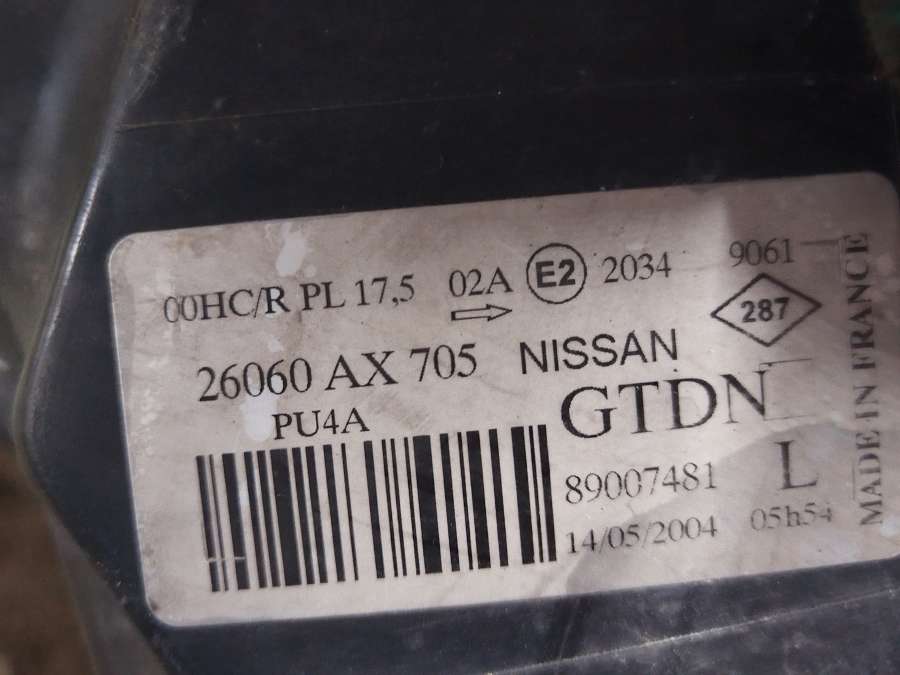 00HC/R PL 17,5 02A E2 2034 9061
287
26060 AX 705 NISSAN
PU4A GTDN
89007481 L
14/05/2004 05h54
MADE IN FRANCE